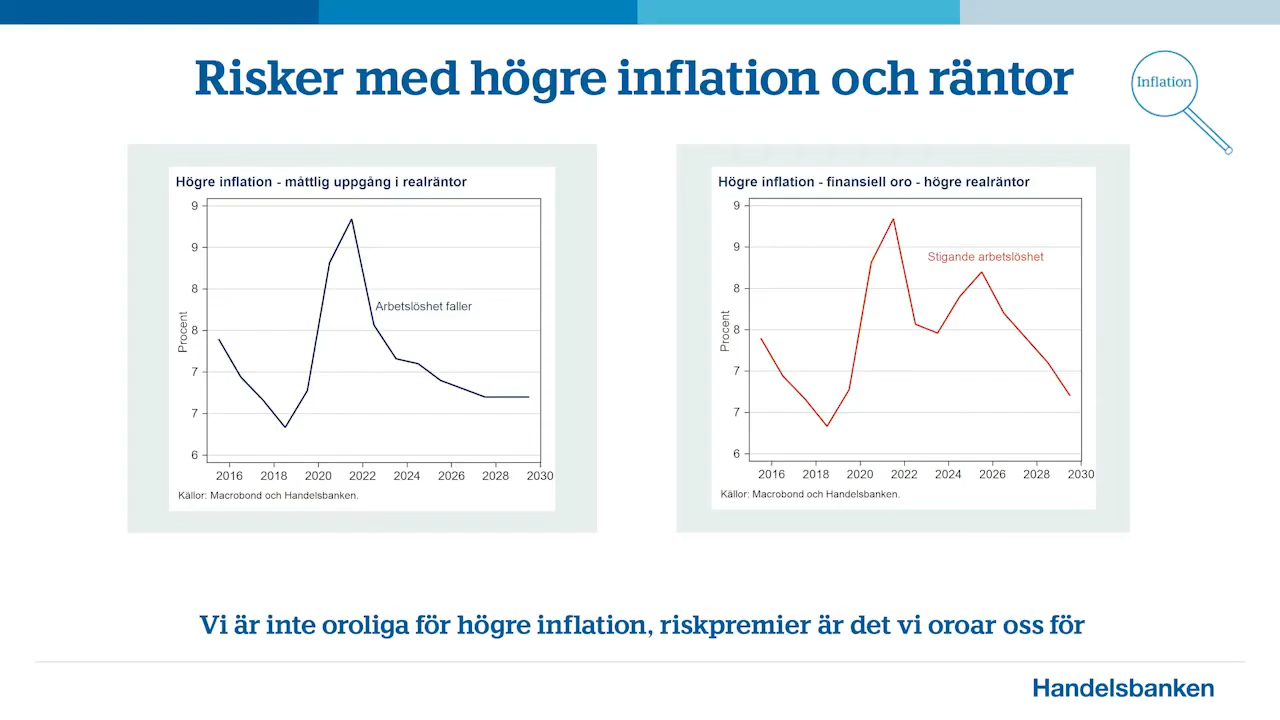 Risker med högre inflation och räntor
Inflation
Högre inflation - måttlig uppgång i realräntor
9
9
8
8
7
7
6
Procent
Arbetslöshet faller
2016 2018 2020 2022 2024 2026 2028 2030
Källor: Macrobond och Handelsbanken.
Högre inflation - finansiell oro - högre realräntor
9
9
8
8
7
7
6
Procent
Stigande arbetslöshet
2016 2018 2020 2022 2024 2026 2028 2030
Källor: Macrobond och Handelsbanken.
Vi är inte oroliga för högre inflation, riskpremier är det vi oroar oss för
Handelsbanken